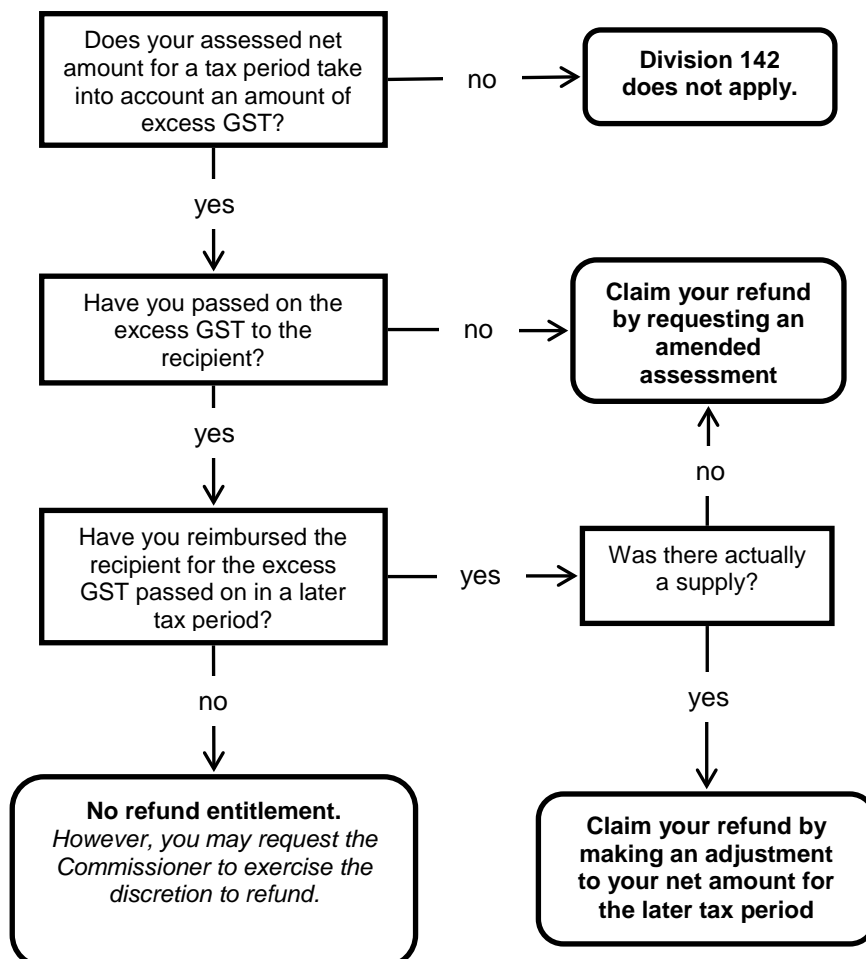 Does your assessed net
amount for a tax period take
into account an amount of
excess GST?
no
Division 142
does not apply.
yes
Have you passed on the
excess GST to the
recipient?
no
Claim your refund
by requesting an
amended
assessment
yes
no
Have you reimbursed the
recipient for the excess
GST passed on in a later
tax period?
yes
Was there actually
a supply?
no
yes
No refund entitlement.
However, you may request the
Commissioner to exercise the
discretion to refund.
Claim your refund by
making an adjustment
to your net amount for
the later tax period